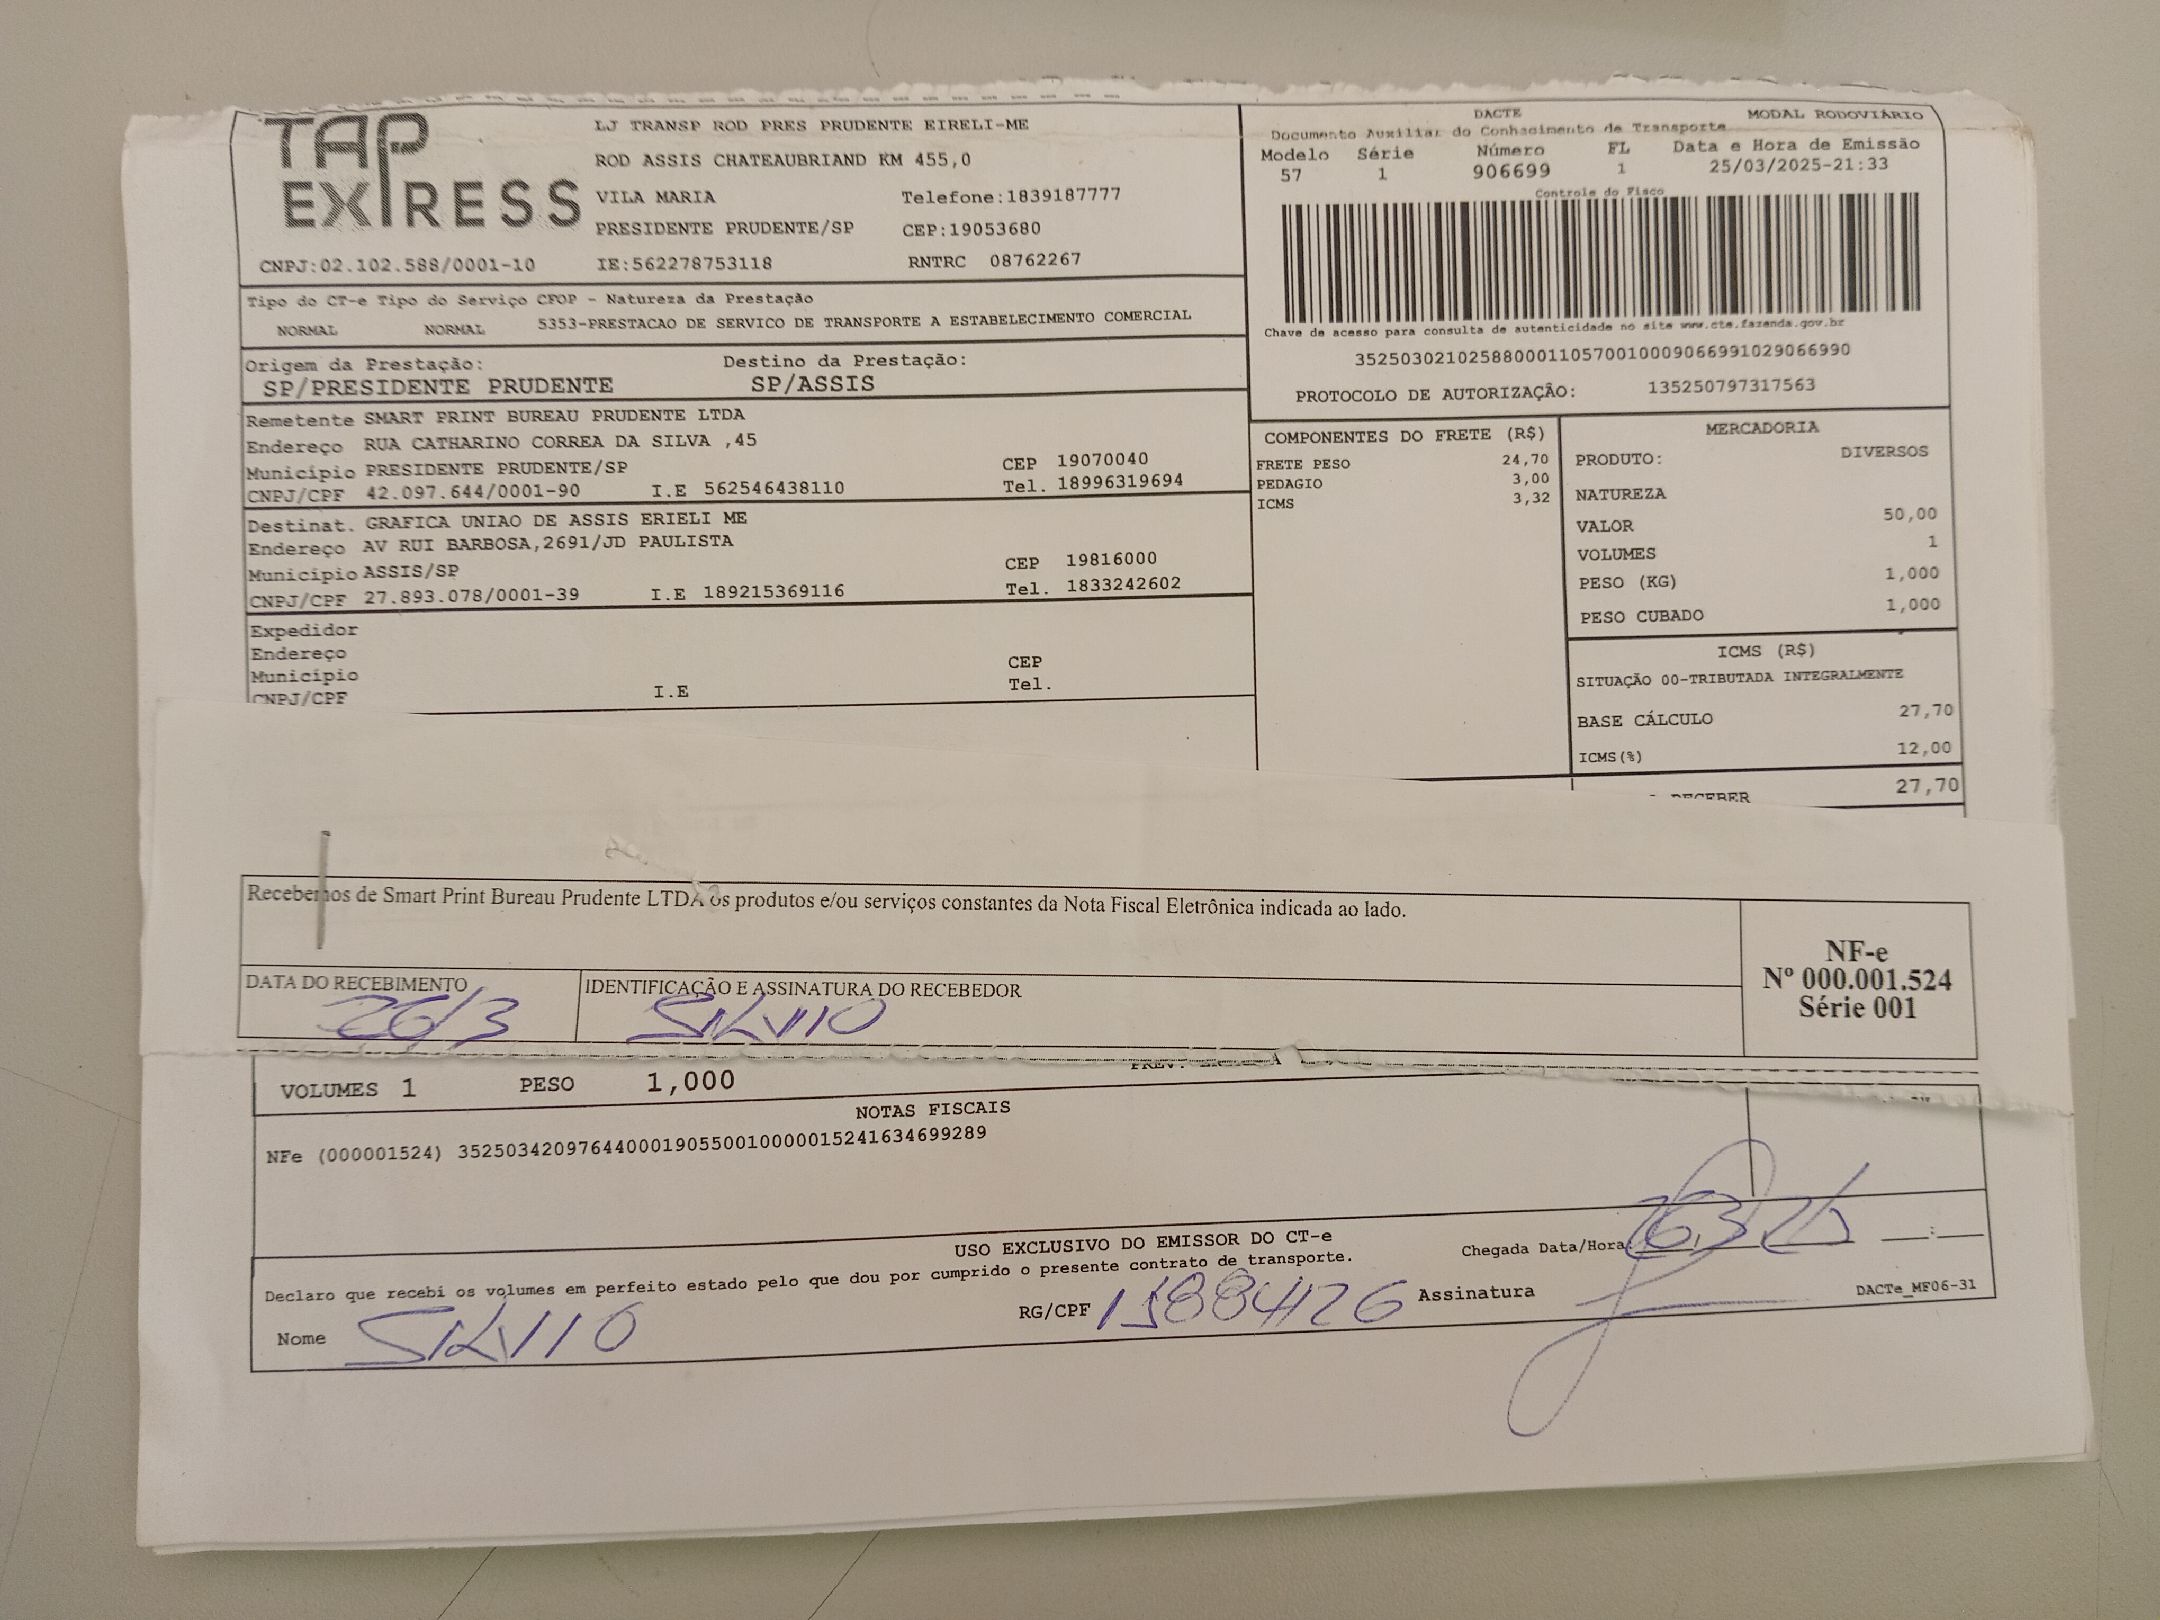 TAP EXPRESS
LJ TRANSP ROD PRES PRUDENTE EIRELI-ME
ROD ASSIS CHATEAUBRIAND KM 455,0
VILA MARIA Telefone:1839187777
PRESIDENTE PRUDENTE/SP CEP:19053680
CNPJ:02.102.588/0001-10 IE:562278753118 RNTRC 08762267
DACTE MODAL RODOVIÁRIO
Documento Auxiliar do Conhecimento de Transporte
Modelo Série Número FL Data e Hora de Emissão
57 1 906699 1 25/03/2025-21:33
Controle do Fisco
Chave de acesso para consulta de autenticidade no site www.cte.fazenda.gov.br
35250302102588000110570010009066991029066990
PROTOCOLO DE AUTORIZAÇÃO: 135250797317563
Tipo do CT-e Tipo do Serviço CFOP - Natureza da Prestação
NORMAL NORMAL 5353-PRESTACAO DE SERVICO DE TRANSPORTE A ESTABELECIMENTO COMERCIAL
Origem da Prestação: Destino da Prestação:
SP/PRESIDENTE PRUDENTE SP/ASSIS
Remetente SMART PRINT BUREAU PRUDENTE LTDA
Endereço RUA CATHARINO CORREA DA SILVA ,45
Município PRESIDENTE PRUDENTE/SP CEP 19070040
CNPJ/CPF 42.097.644/0001-90 I.E 562546438110 Tel. 18996319694
Destinat. GRAFICA UNIAO DE ASSIS ERIELI ME
Endereço AV RUI BARBOSA,2691/JD PAULISTA
Município ASSIS/SP CEP 19816000
CNPJ/CPF 27.893.078/0001-39 I.E 189215369116 Tel. 1833242602
Expedidor
Endereço
Município CEP
CNPJ/CPF I.E Tel.
COMPONENTES DO FRETE (R$)
FRETE PESO 24,70
PEDAGIO 3,00
ICMS 3,32
MERCADORIA
PRODUTO: DIVERSOS
NATUREZA
VALOR 50,00
VOLUMES 1
PESO (KG) 1,000
PESO CUBADO 1,000
ICMS (R$)
SITUAÇÃO 00-TRIBUTADA INTEGRALMENTE
BASE CÁLCULO 27,70
ICMS(%) 12,00
RECEBER 27,70
Recebemos de Smart Print Bureau Prudente LTDA os produtos e/ou serviços constantes da Nota Fiscal Eletrônica indicada ao lado.
DATA DO RECEBIMENTO IDENTIFICAÇÃO E ASSINATURA DO RECEBEDOR
26/3 SILVIO
NF-e
Nº 000.001.524
Série 001
VOLUMES 1 PESO 1,000
NOTAS FISCAIS
NFe (000001524) 35250342097644000190550010000015241634699289
USO EXCLUSIVO DO EMISSOR DO CT-e
Chegada Data/Hora: __:__
Declaro que recebi os volumes em perfeito estado pelo que dou por cumprido o presente contrato de transporte.
Nome SILVIO RG/CPF Assinatura DACTe_MF06-31